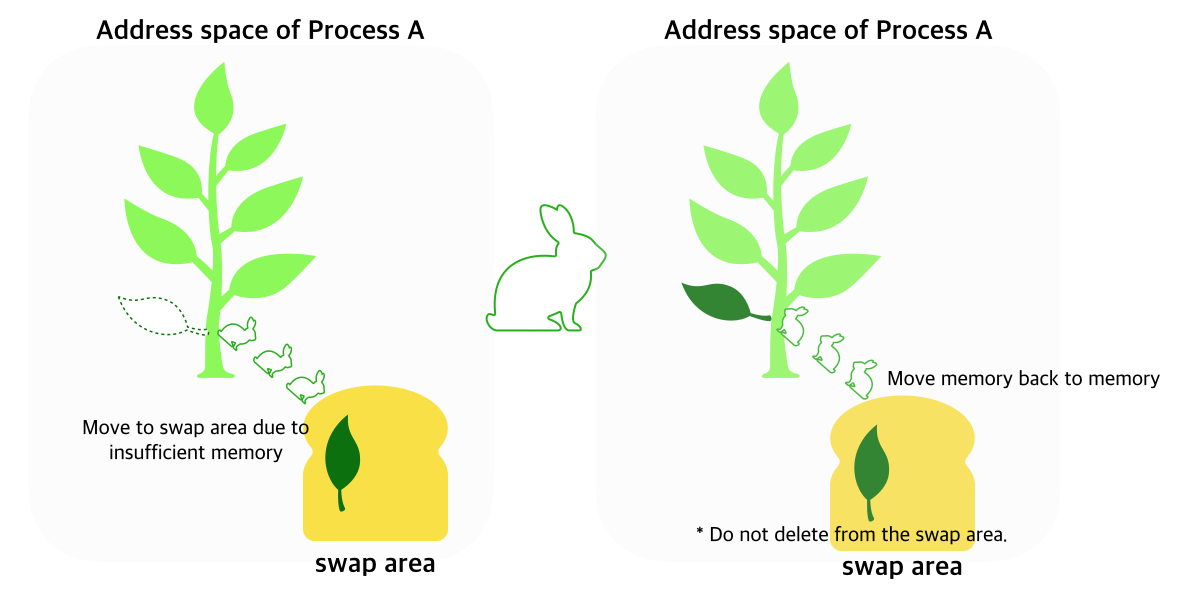 Address space of Process A
Move to swap area due to
insufficient memory
swap area
Address space of Process A
Move memory back to memory
* Do not delete from the swap area.
swap area